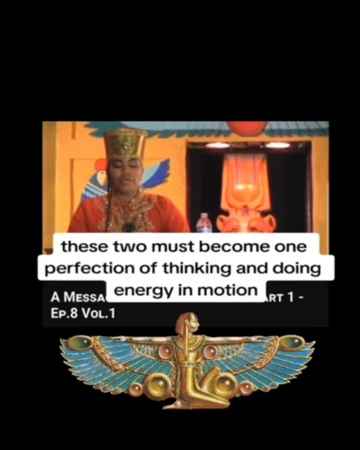 these two must become one
perfection of thinking and doing
energy in motion
A MESSA
ART 1 -
EP.8 VOL.1